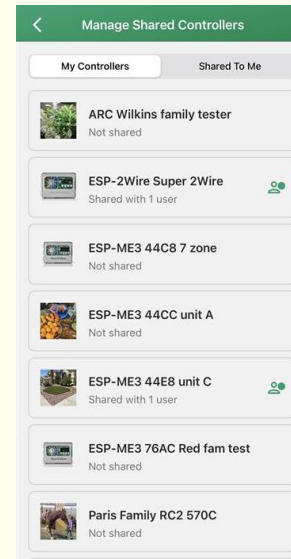 Manage Shared Controllers
My Controllers
Shared To Me
ARC Wilkins family tester
Not shared
ESP-2Wire Super 2Wire
Shared with 1 user
ESP-ME3 44C8 7 zone
Not shared
ESP-ME3 44CC unit A
Not shared
ESP-ME3 44E8 unit C
Shared with 1 user
ESP-ME3 76AC Red fam test
Not shared
Paris Family RC2 570C
Not shared